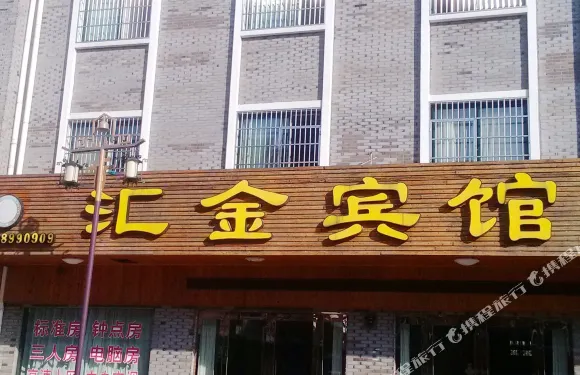 汇金宾馆
8990909
标准房 钟点房
三人房 电脑房
携程旅行
携程旅行